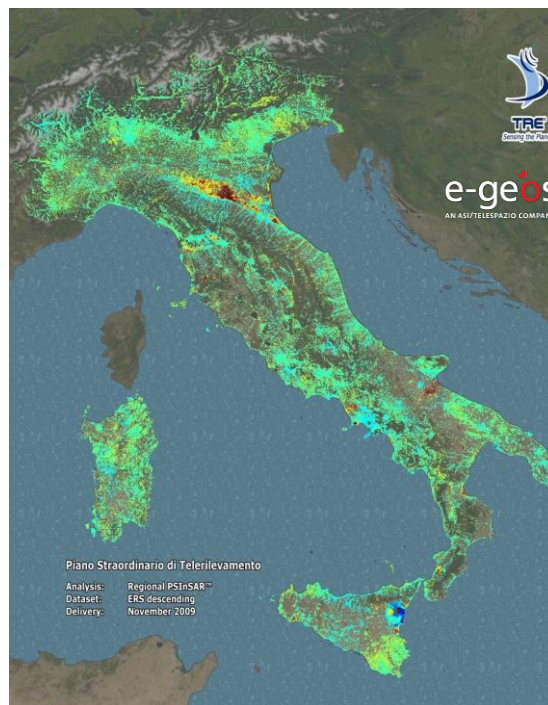 TRE
Sensing the Plane
e-geos
AN ASI/TELESPAZIO COMPAN
Piano Straordinario di Telerilevamento
Analysis: Regional PSInSAR™
Dataset: ERS descending
Delivery: November 2009